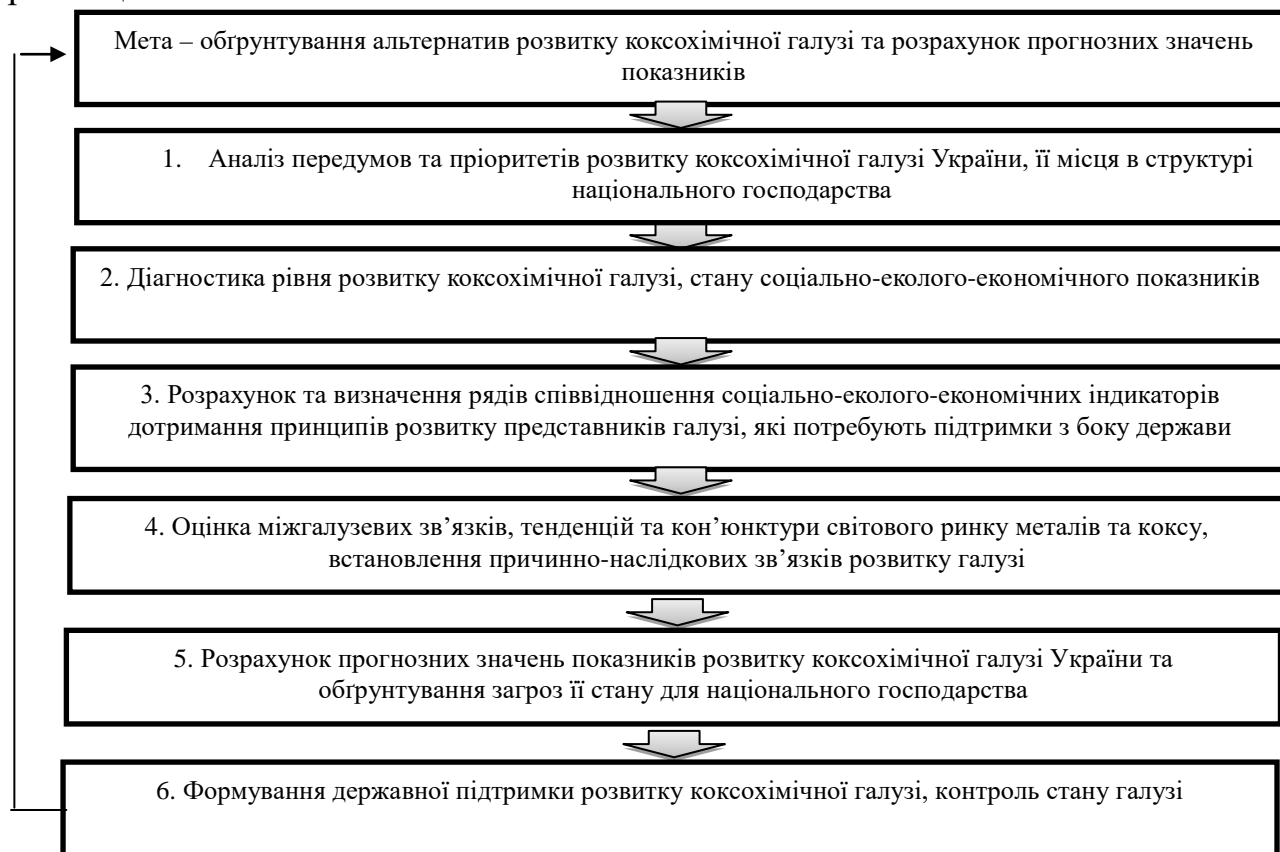 Мета – обґрунтування альтернатив розвитку коксохімічної галузі та розрахунок прогнозних значень
показників
1. Аналіз передумов та пріоритетів розвитку коксохімічної галузі України, її місця в структурі
національного господарства
2. Діагностика рівня розвитку коксохімічної галузі, стану соціально-еколого-економічного показників
3. Розрахунок та визначення рядів співвідношення соціально-еколого-економічних індикаторів
дотримання принципів розвитку представників галузі, які потребують підтримки з боку держави
4. Оцінка міжгалузевих зв’язків, тенденцій та кон’юнктури світового ринку металів та коксу,
встановлення причинно-наслідкових зв’язків розвитку галузі
5. Розрахунок прогнозних значень показників розвитку коксохімічної галузі України та
обґрунтування загроз її стану для національного господарства
6. Формування державної підтримки розвитку коксохімічної галузі, контроль стану галузі